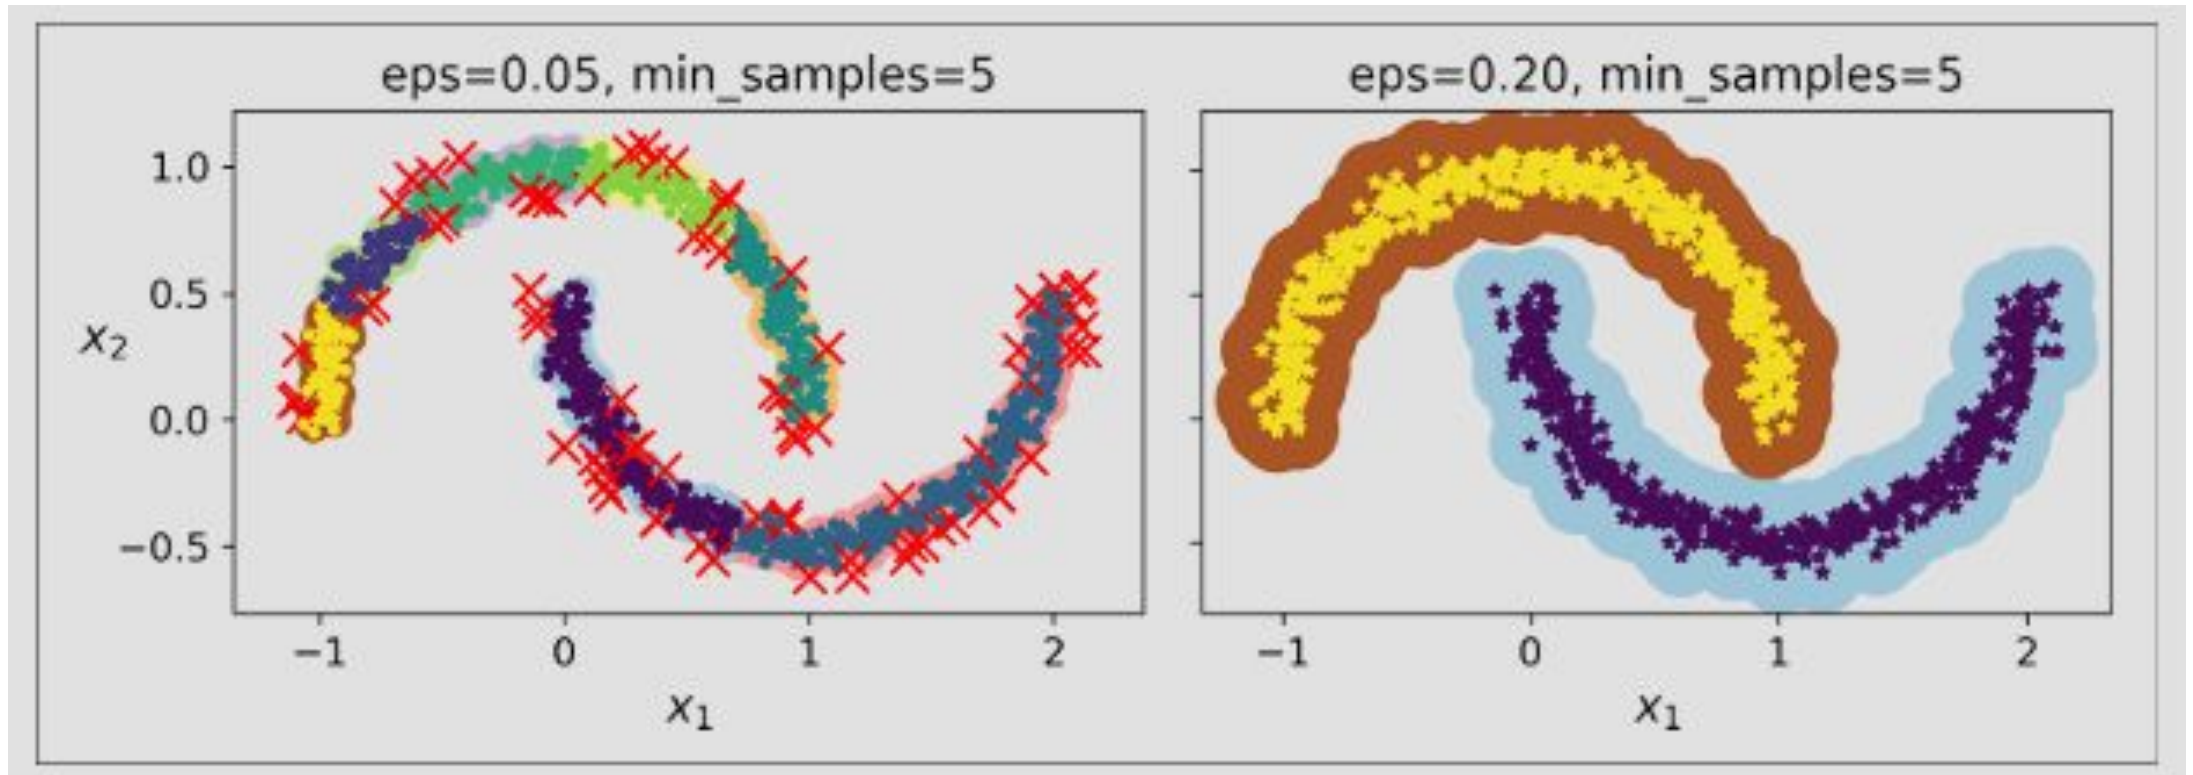 eps=0.05, min_samples=5
1.0
0.5
0.0
−0.5
x₂
−1 0 1 2
x₁
eps=0.20, min_samples=5
−1 0 1 2
x₁